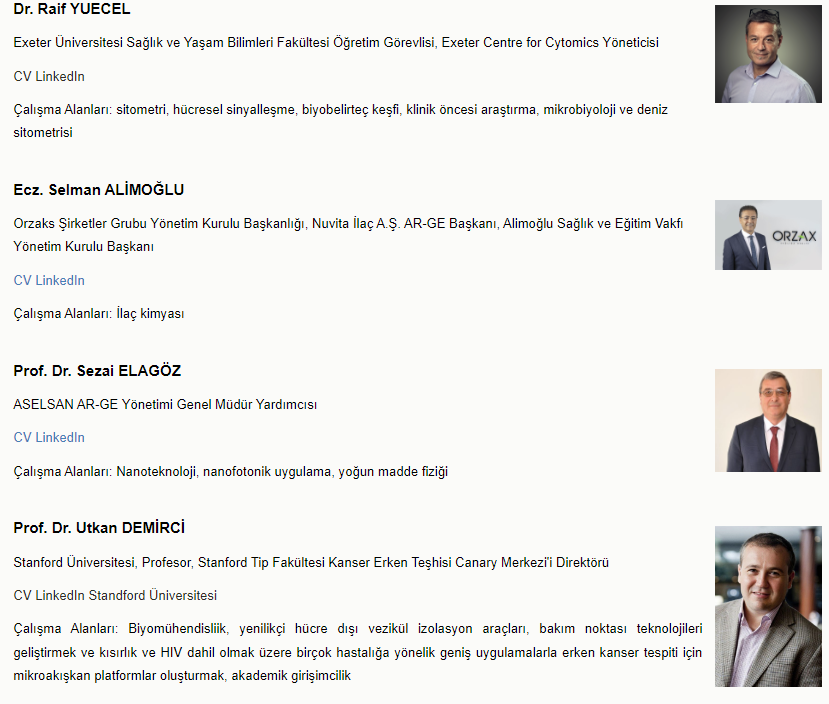 Dr. Raif YUECEL
Exeter Üniversitesi Sağlık ve Yaşam Bilimleri Fakültesi Öğretim Görevlisi, Exeter Centre for Cytomics Yöneticisi
CV LinkedIn
Çalışma Alanları: sitometri, hücresel sinyalleşme, biyobelirteç keşfi, klinik öncesi araştırma, mikrobiyoloji ve deniz
sitometrisi
Ecz. Selman ALİMOĞLU
Orzaks Şirketler Grubu Yönetim Kurulu Başkanlığı, Nuvita İlaç A.Ş. AR-GE Başkanı, Alimoğlu Sağlık ve Eğitim Vakfı
Yönetim Kurulu Başkanı
ORZAX
CV LinkedIn
Çalışma Alanları: İlaç kimyası
Prof. Dr. Sezai ELAGÖZ
ASELSAN AR-GE Yönetimi Genel Müdür Yardımcısı
CV LinkedIn
Çalışma Alanları: Nanoteknoloji, nanofotonik uygulama, yoğun madde fiziği
Prof. Dr. Utkan DEMİRCİ
Stanford Üniversitesi, Profesor, Stanford Tip Fakültesi Kanser Erken Teşhisi Canary Merkezi'i Direktörü
CV LinkedIn Standford Üniversitesi
Çalışma Alanları: Biyomühendisliik, yenilikçi hücre dışı vezikül izolasyon araçları, bakım noktası teknolojileri
geliştirmek ve kısırlık ve HIV dahil olmak üzere birçok hastalığa yönelik geniş uygulamalarla erken kanser tespiti için
mikroakışkan platformlar oluşturmak, akademik girişimcilik